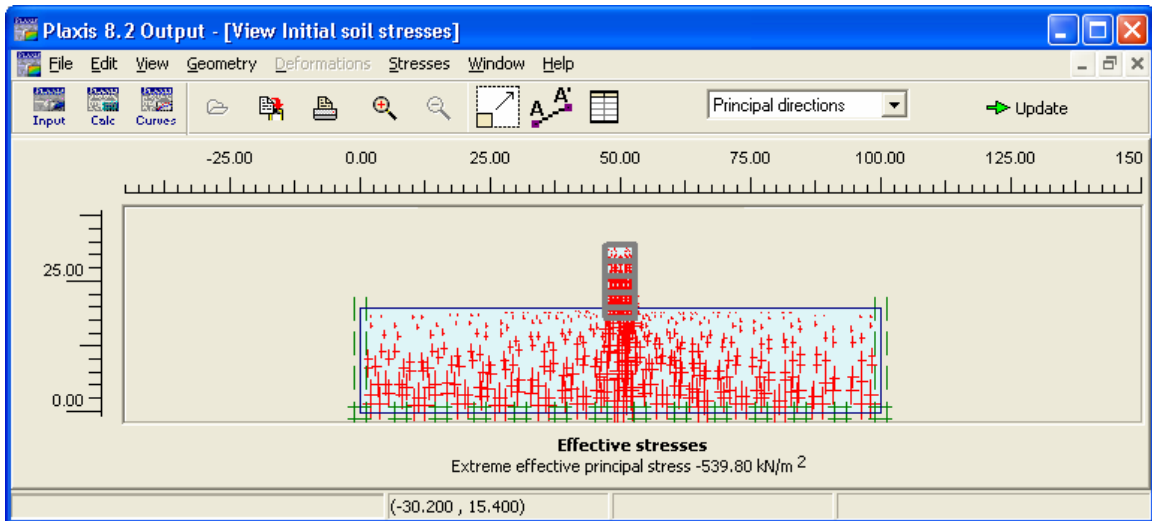 Plaxis 8.2 Output - [View Initial soil stresses]
File Edit View Geometry Deformations Stresses Window Help
Input Calc Curves A A' Principal directions Update
-25.00 0.00 25.00 50.00 75.00 100.00 125.00 150
25.00
0.00
Effective stresses
Extreme effective principal stress -539.80 kN/m 2
(-30.200 , 15.400)